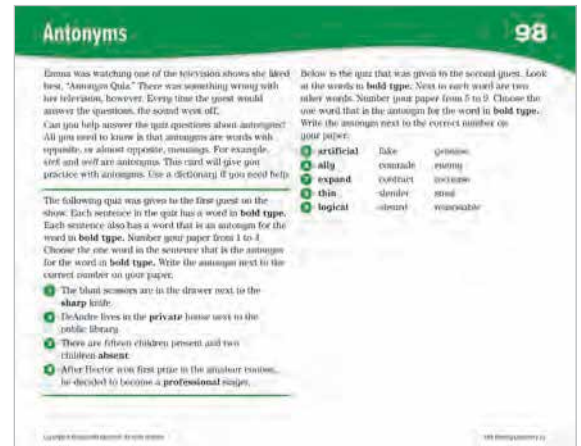 Antonyms
98
Emma was watching one of the television shows she liked
best, "Antonym Quiz." There was something wrong with
her television, however. Every time the guest would
answer the questions, the sound went off.
Can you help answer the quiz questions about antonyms?
All you need to know is that antonyms are words with
opposite, or almost opposite, meanings. For example,
and are antonyms. This card will give you
practice with antonyms. Use a dictionary if you need help.
The following quiz was given to the first guest on the
show. Each sentence in the quiz has a word in bold type.
Each sentence also has a word that is an antonym for the
word in bold type. Number your paper from 1 to 4.
Choose the one word in the sentence that is the antonym
for the word in bold type. Write the antonym next to the
correct number on your paper.
1 The blunt scissors are in the drawer next to the
sharp knife.
2 DeAndre lives in the private house next to the
public library.
3 There are fifteen children present and two
children absent.
4 After Hector won first prize in the amateur contest,
he decided to become a professional singer.
Below is the quiz that was given to the second guest. Look
at the words in bold type. Next to each word are two
other words. Number your paper from 5 to 9. Choose the
one word that is the antonym for the word in bold type.
Write the antonym next to the correct number on
your paper.
5 artificial fake genuine
6 ally comrade enemy
7 expand contract increase
8 thin slender
9 logical absurd reasonable